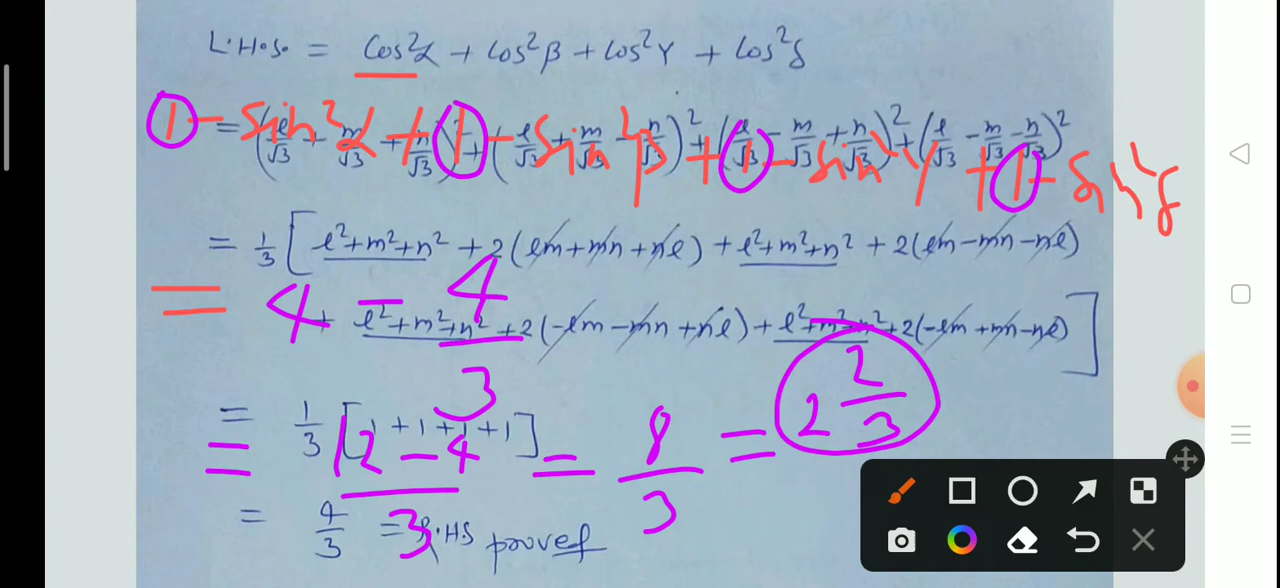 L.H.S. = Cos²α + Cos²β + Cos²γ + Cos²δ
= (ℓ/√3 + m/√3 + n/√3)² + (ℓ/√3 + m/√3 - n/√3)² + (ℓ/√3 - m/√3 + n/√3)² + (ℓ/√3 - m/√3 - n/√3)²
1 - Sin²α + 1 - Sin²β + 1 - Sin²γ + 1 - Sin²δ
= 1/3 [ ℓ²+m²+n² + 2(ℓm+mn+nℓ) + ℓ²+m²+n² + 2(ℓm-mn-nℓ)
+ ℓ²+m²+n² + 2(-ℓm-mn+nℓ) + ℓ²+m²+n² + 2(-ℓm+mn-nℓ) ]
= 4 - 4/3
= 1/3 [1+1+1+1]
= 12-4/3 = 8/3 = 2 2/3
= 4/3 = R.H.S proved